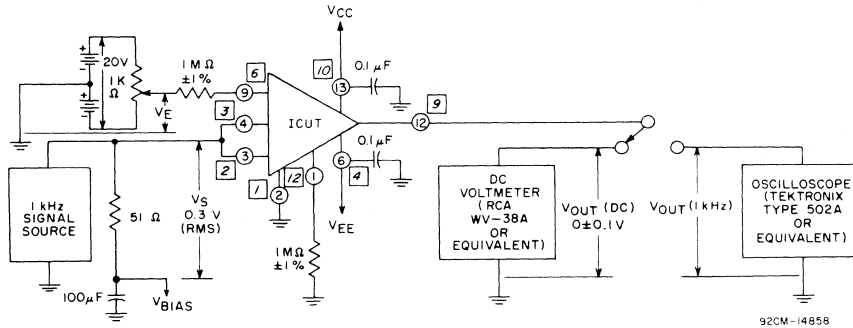 VCC
+
-
+
-
20V
1 K
Ω
VE
1 MΩ
±1%
6
9
3
4
2
3
ICUT
10
13
0.1 μF
9
12
0.1 μF
6
4
VEE
1
2
12
1
1 MΩ
±1%
1 kHz
SIGNAL
SOURCE
51 Ω
100μF
VBIAS
VS
0.3 V
(RMS)
DC
VOLTMETER
(RCA
WV-38A
OR
EQUIVALENT)
VOUT (DC)
0±0.1V
VOUT (1 kHz)
OSCILLOSCOPE
(TEKTRONIX
TYPE 502A
OR
EQUIVALENT)
92CM-14858